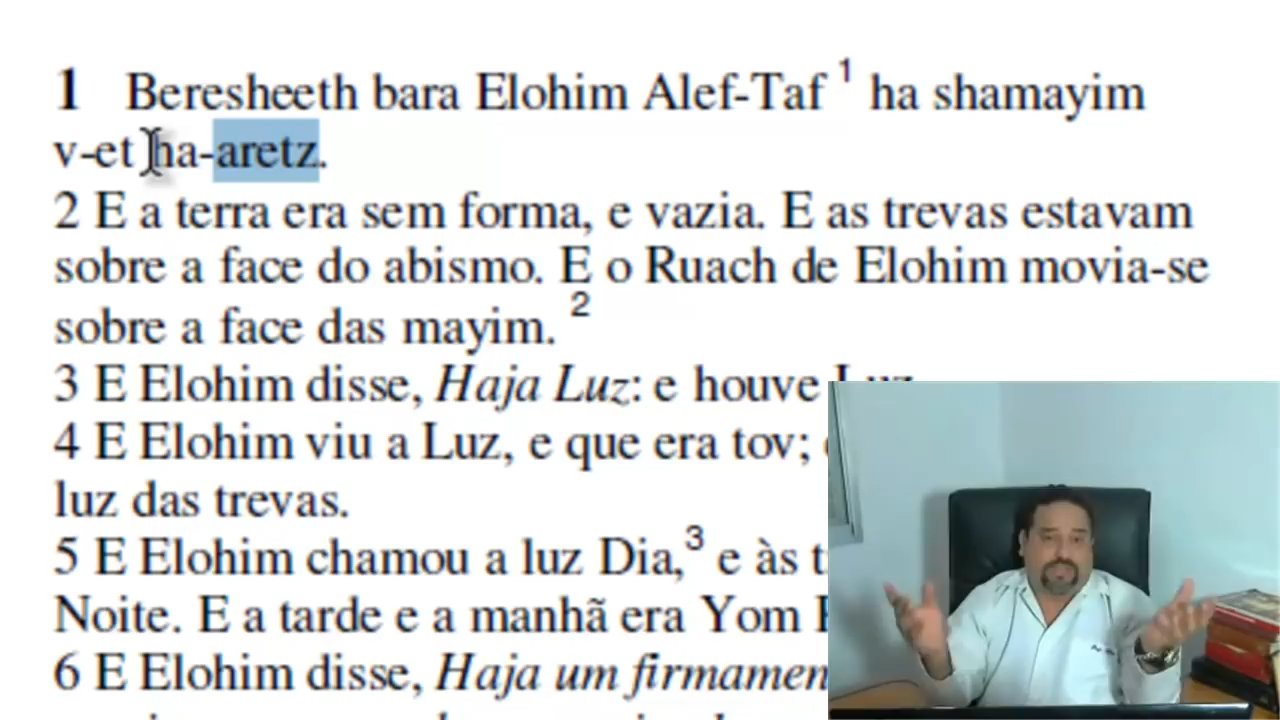 1 Beresheeth bara Elohim Alef-Taf 1 ha shamayim
v-et ha-aretz.
2 E a terra era sem forma, e vazia. E as trevas estavam
sobre a face do abismo. E o Ruach de Elohim movia-se
sobre a face das mayim. 2
3 E Elohim disse, Haja Luz: e houve Luz
4 E Elohim viu a Luz, e que era tov;
luz das trevas.
5 E Elohim chamou a luz Dia,3 e às
Noite. E a tarde e a manhã era Yom
6 E Elohim disse, Haja um